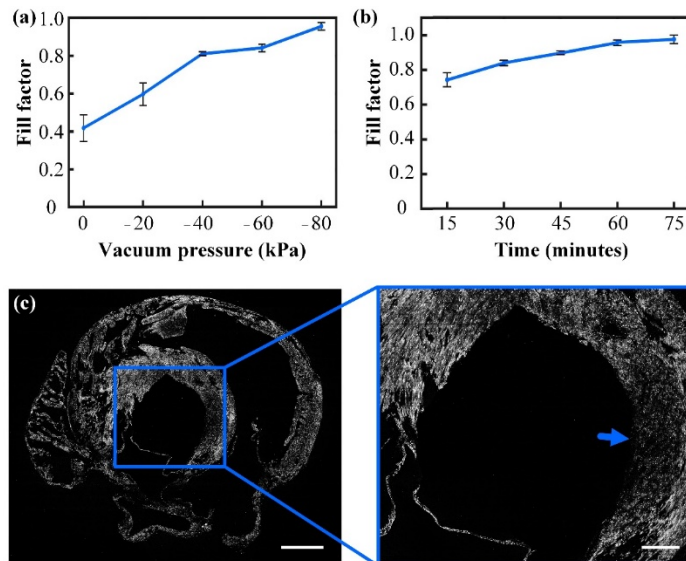 (a)
1.0
0.8
0.6
0.4
0.2
0
Fill factor
0 -20 -40 -60 -80
Vacuum pressure (kPa)
(b)
1.0
0.8
0.6
0.4
0.2
0
Fill factor
15 30 45 60 75
Time (minutes)
(c)